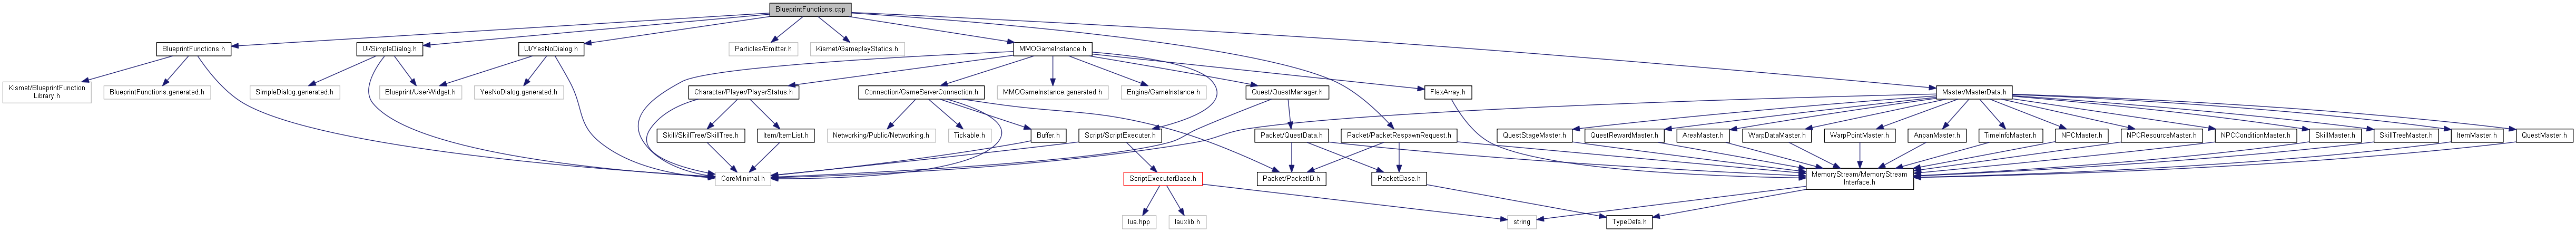 BlueprintFunctions.cpp
BlueprintFunctions.h
UI/SimpleDialog.h
UI/YesNoDialog.h
Particles/Emitter.h
Kismet/GameplayStatics.h
MMOGameInstance.h
Kismet/BlueprintFunction
Library.h
BlueprintFunctions.generated.h
SimpleDialog.generated.h
Blueprint/UserWidget.h
YesNoDialog.generated.h
Character/Player/PlayerStatus.h
Connection/GameServerConnection.h
MMOGameInstance.generated.h
Engine/GameInstance.h
Quest/QuestManager.h
FlexArray.h
Master/MasterData.h
Skill/SkillTree/SkillTree.h
Item/ItemList.h
Networking/Public/Networking.h
Tickable.h
Buffer.h
Script/ScriptExecuter.h
Packet/QuestData.h
Packet/PacketRespawnRequest.h
QuestStageMaster.h
QuestRewardMaster.h
AreaMaster.h
WarpDataMaster.h
WarpPointMaster.h
AnpanMaster.h
TimeInfoMaster.h
NPCMaster.h
NPCResourceMaster.h
NPCConditionMaster.h
SkillMaster.h
SkillTreeMaster.h
ItemMaster.h
QuestMaster.h
CoreMinimal.h
ScriptExecuterBase.h
Packet/PacketID.h
PacketBase.h
MemoryStream/MemoryStream
Interface.h
lua.hpp
lauxlib.h
string
TypeDefs.h